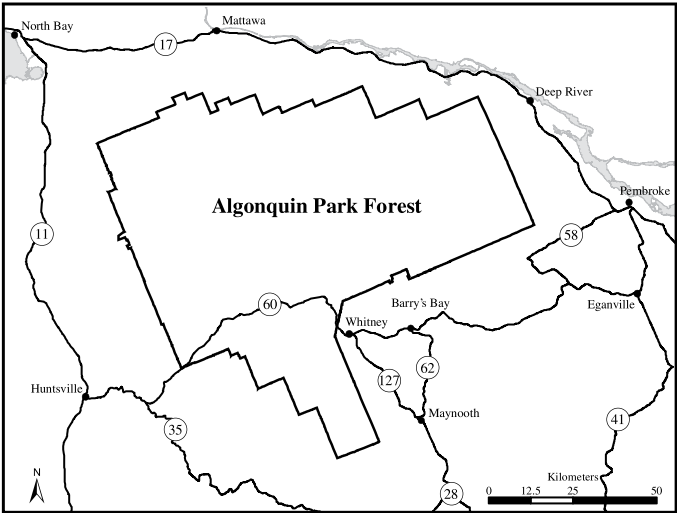 North Bay
Mattawa
17
Deep River
Pembroke
Algonquin Park Forest
11
58
60
Barry's Bay
Eganville
Whitney
62
127
Huntsville
Maynooth
35
41
N
Kilometers
28
0 12.5 25 50